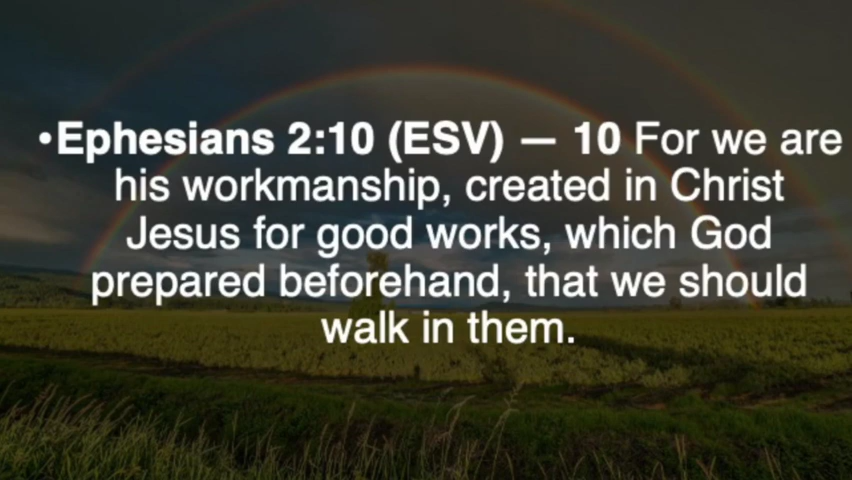 •Ephesians 2:10 (ESV) — 10 For we are
his workmanship, created in Christ
Jesus for good works, which God
prepared beforehand, that we should
walk in them.